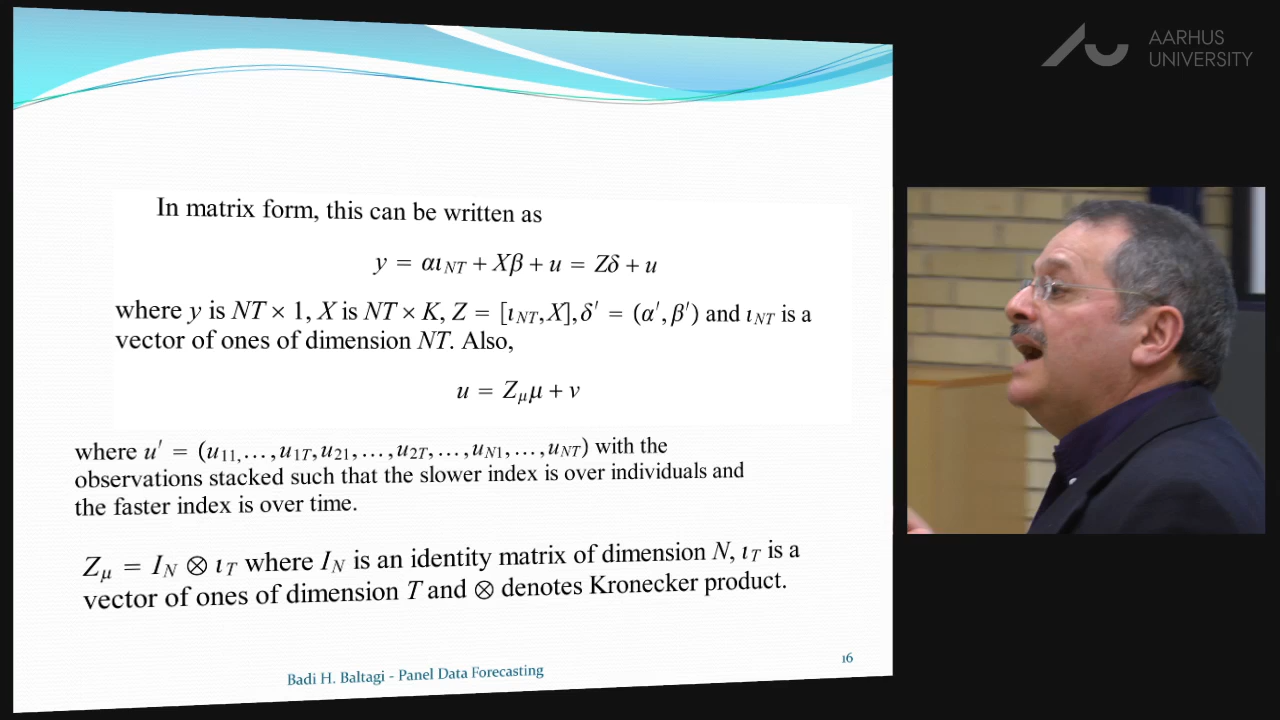 AARHUS
UNIVERSITY
In matrix form, this can be written as
y = αι_NT + Xβ + u = Zδ + u
where y is NT × 1, X is NT × K, Z = [ι_NT, X], δ′ = (α′, β′) and ι_NT is a
vector of ones of dimension NT. Also,
u = Z_μμ + ν
where u′ = (u_11,…,u_1T,u_21,…,u_2T,…,u_N1,…,u_NT) with the
observations stacked such that the slower index is over individuals and
the faster index is over time.
Z_μ = I_N ⊗ ι_T where I_N is an identity matrix of dimension N, ι_T is a
vector of ones of dimension T and ⊗ denotes Kronecker product.
Badi H. Baltagi - Panel Data Forecasting
16